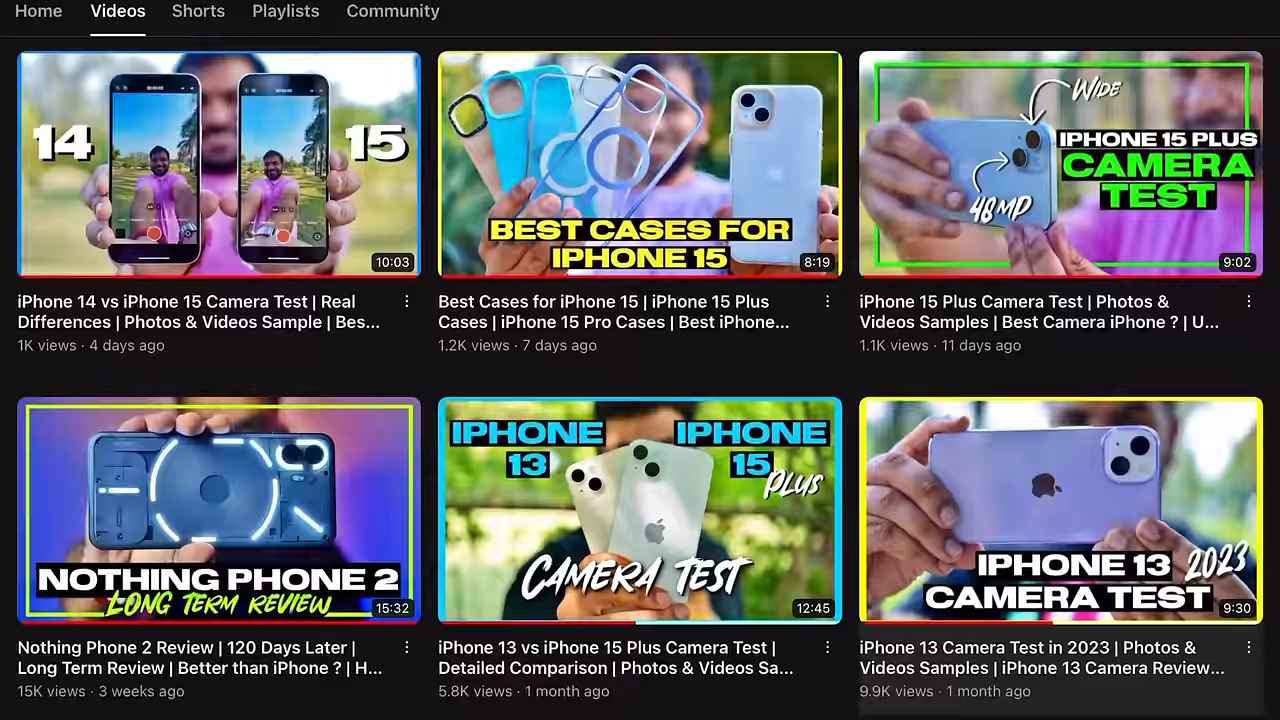 Home Videos Shorts Playlists Community
14
15
10:03
BEST CASES FOR
IPHONE 15
8:19
WIDE
48MP
IPHONE 15 PLUS
CAMERA
TEST
9:02
iPhone 14 vs iPhone 15 Camera Test | Real
Differences | Photos & Videos Sample | Bes...
1K views · 4 days ago
Best Cases for iPhone 15 | iPhone 15 Plus
Cases | iPhone 15 Pro Cases | Best iPhone...
1.2K views · 7 days ago
iPhone 15 Plus Camera Test | Photos &
Videos Samples | Best Camera iPhone ? | U...
1.1K views · 11 days ago
NOTHING PHONE 2
LONG TERM REVIEW
15:32
IPHONE
13
IPHONE
15
PLUS
CAMERA TEST
12:45
IPHONE 13 2023
CAMERA TEST
9:30
Nothing Phone 2 Review | 120 Days Later |
Long Term Review | Better than iPhone ? | H...
15K views · 3 weeks ago
iPhone 13 vs iPhone 15 Plus Camera Test |
Detailed Comparison | Photos & Videos Sa...
5.8K views · 1 month ago
iPhone 13 Camera Test in 2023 | Photos &
Videos Samples | iPhone 13 Camera Review...
9.9K views · 1 month ago